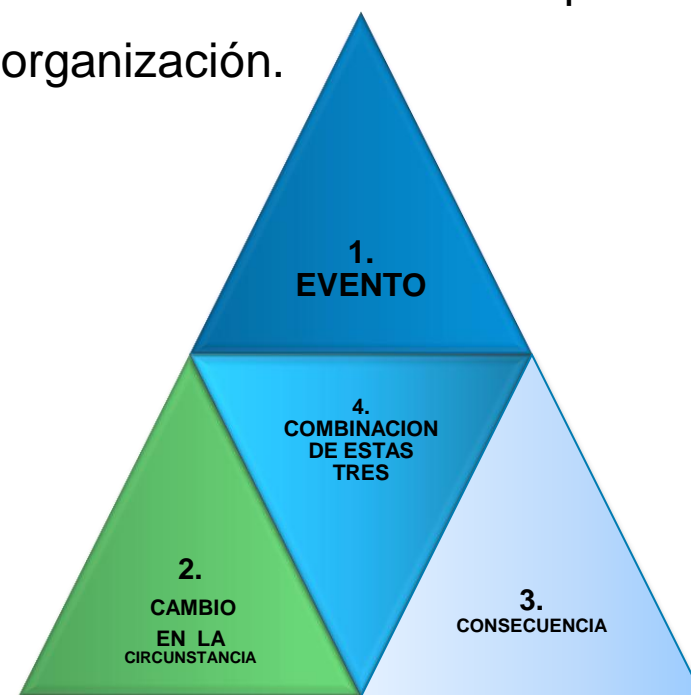 organización.
1.
EVENTO
4.
COMBINACION
DE ESTAS
TRES
2.
CAMBIO
EN LA
CIRCUNSTANCIA
3.
CONSECUENCIA